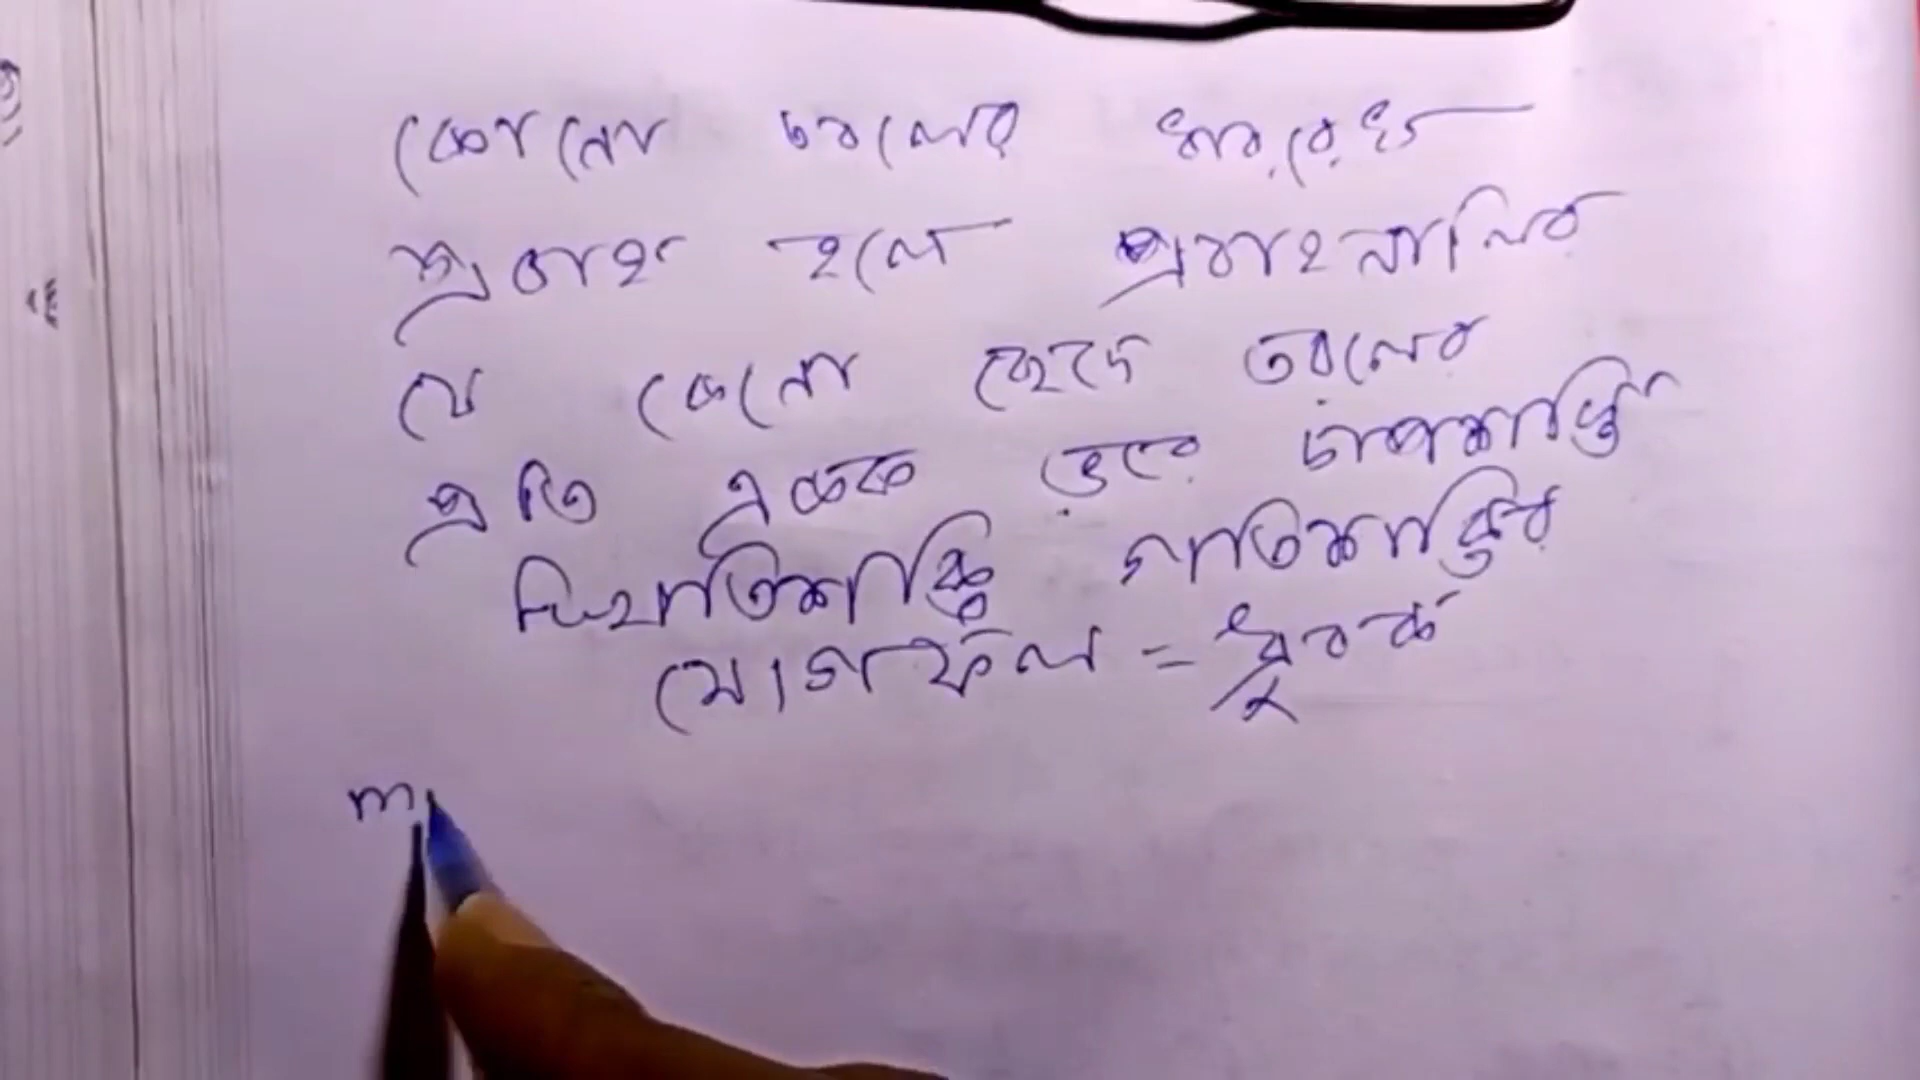 কোনো তরলের ধারারেখ
প্রবাহ হলে প্রবাহনালির
যে কোনো ছেদে তরলের
প্রতি একক ভরে চাপশক্তি
স্থিতিশক্তি গতিশক্তির
যোগফল = ধ্রুবক
m